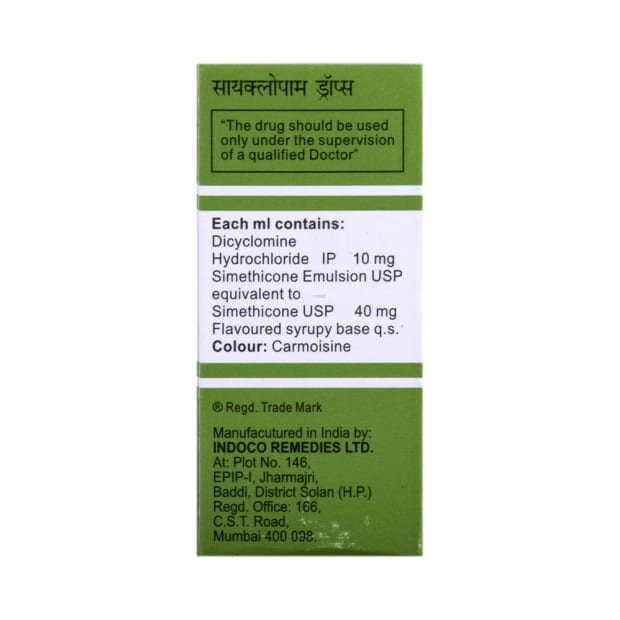 सायक्लोपाम ड्रॉप्स
"The drug should be used
only under the supervision
of a qualified Doctor"
Each ml contains:
Dicyclomine
Hydrochloride IP 10 mg
Simethicone Emulsion USP
equivalent to
Simethicone USP 40 mg
Flavoured syrupy base q.s.
Colour: Carmoisine
® Regd. Trade Mark
Manufacutured in India by:
INDOCO REMEDIES LTD.
At: Plot No. 146,
EPIP-I, Jharmajri,
Baddi, District Solan (H.P.)
Regd. Office: 166,
C.S.T. Road,
Mumbai 400 098.